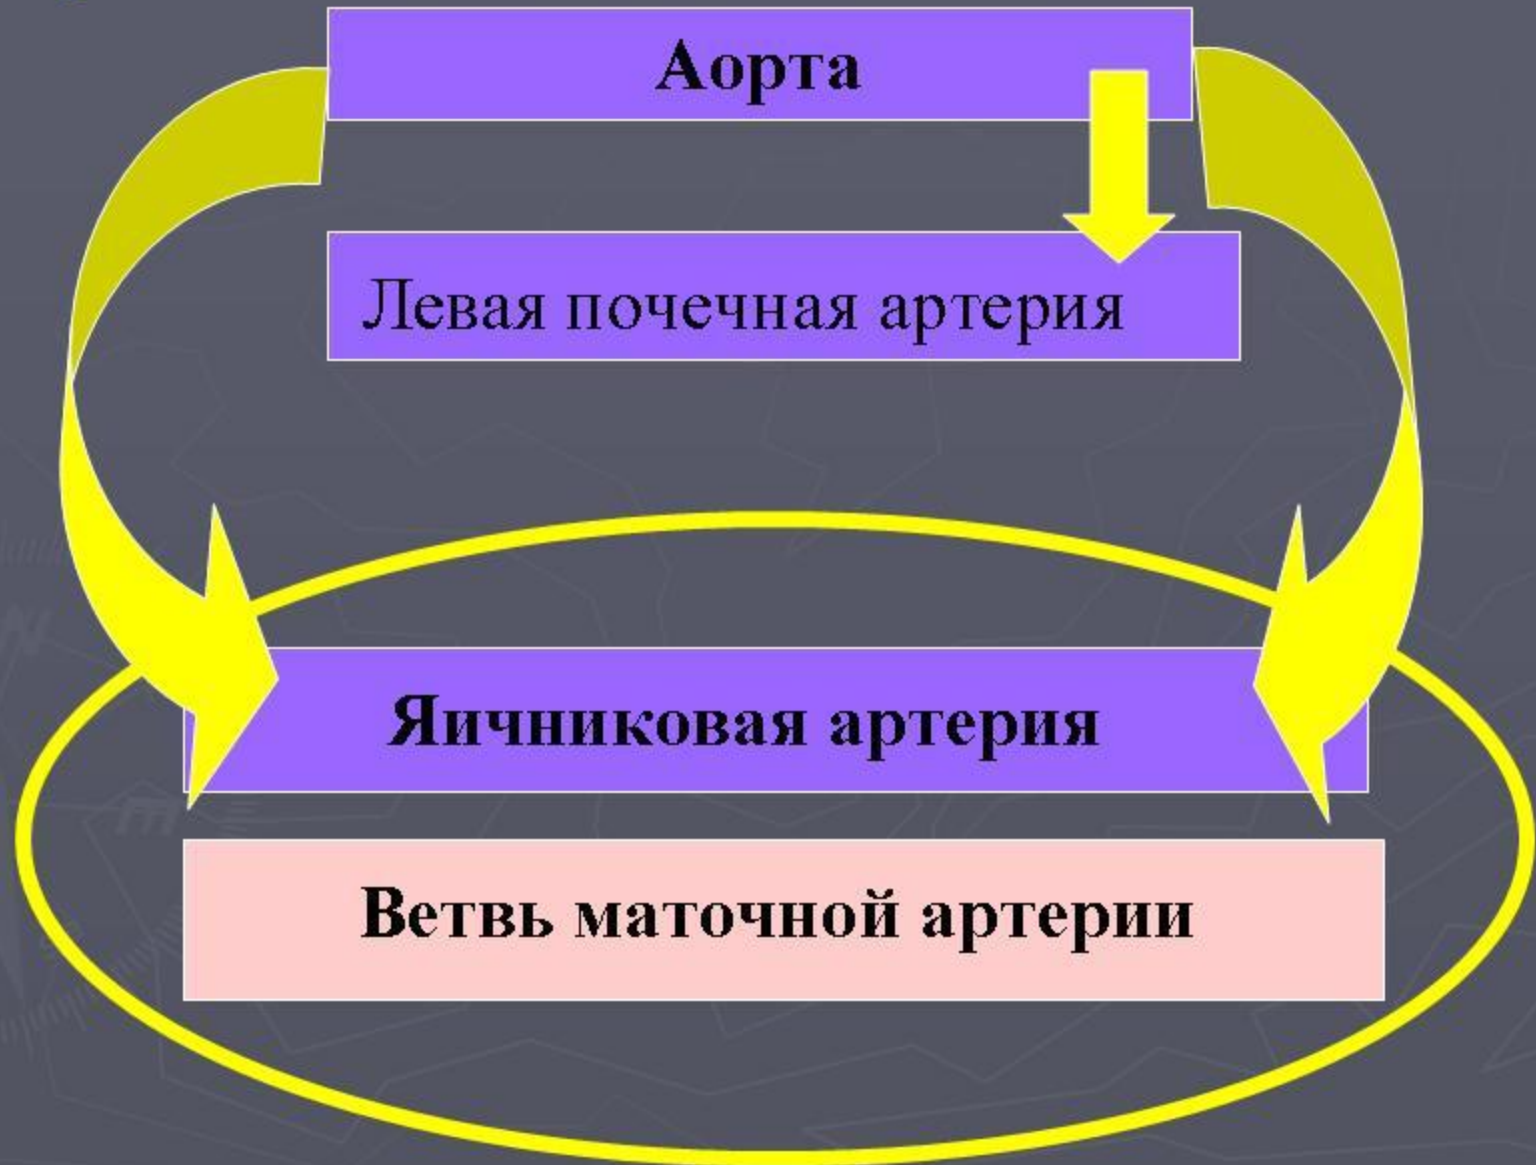 Аорта
Левая почечная артерия
Яичниковая артерия
Ветвь маточной артерии